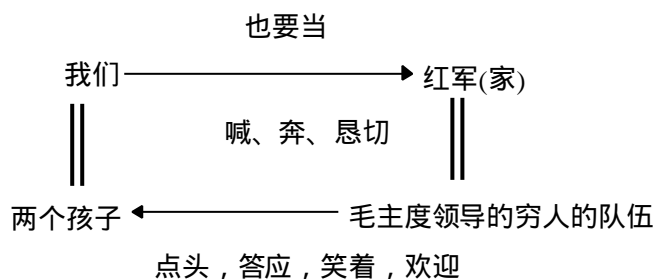 也要当
我们 红军(家)
喊、奔、恳切
两个孩子 毛主度领导的穷人的队伍
点头，答应，笑着，欢迎